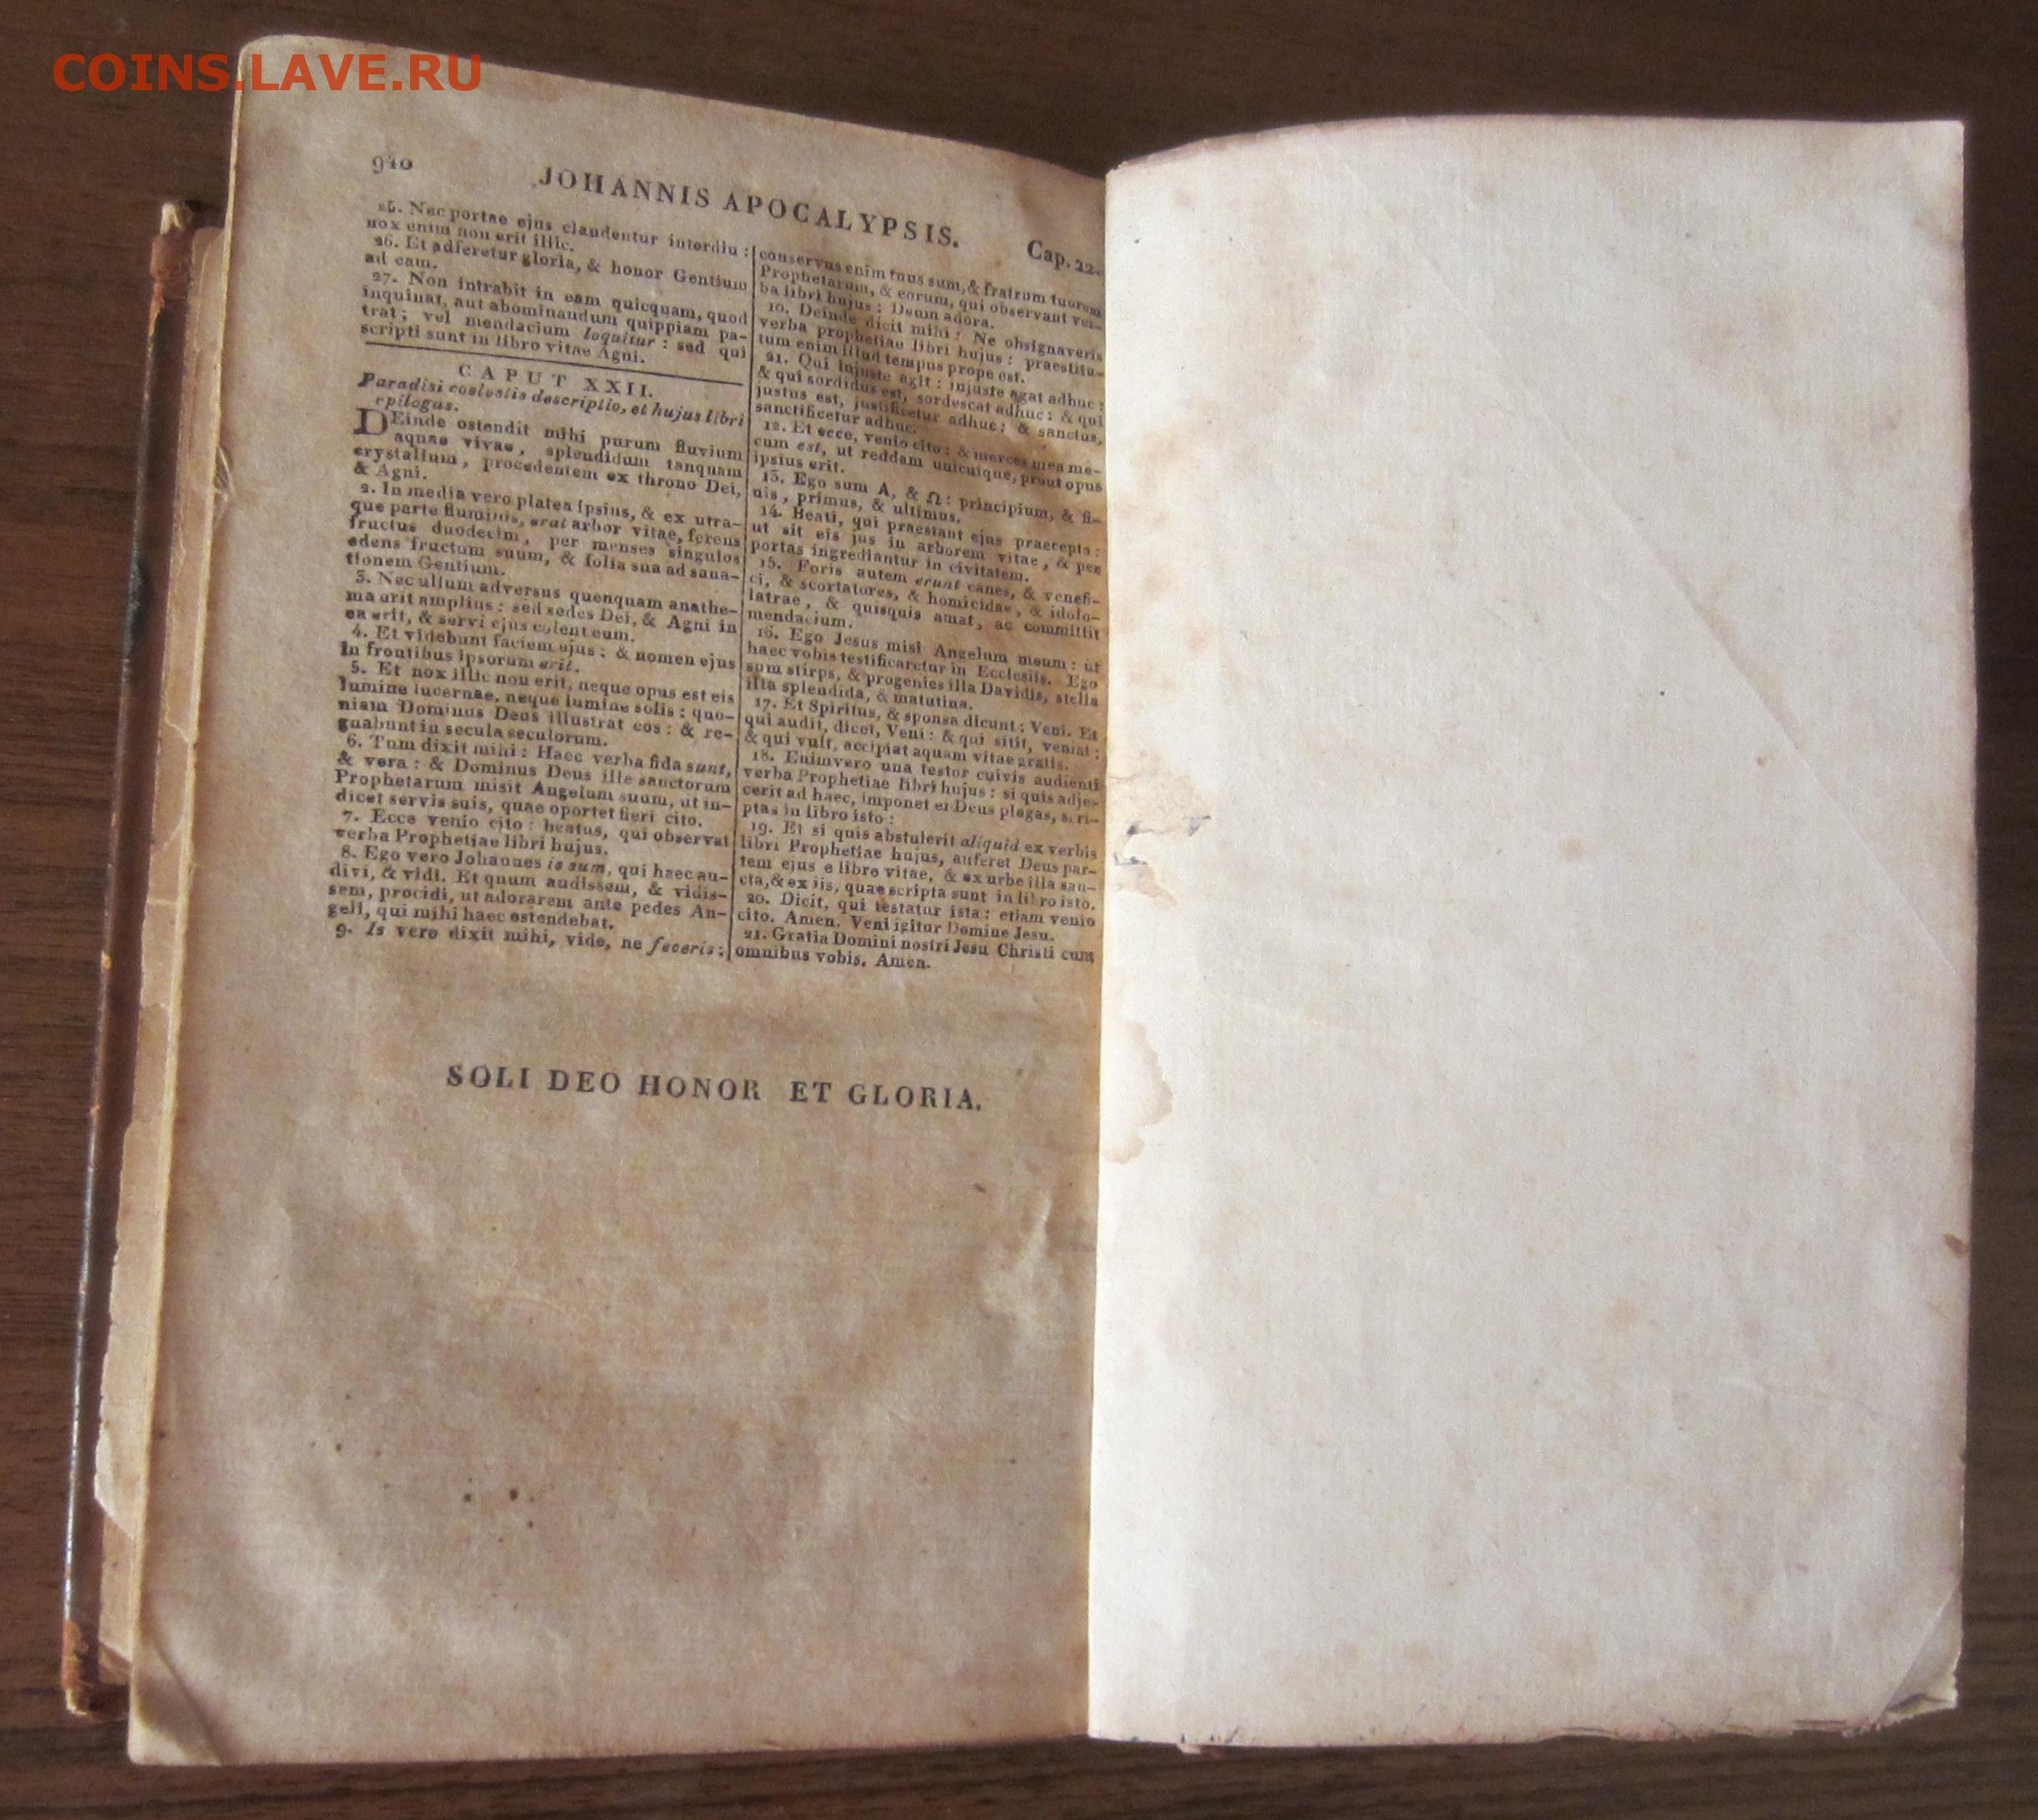 COINS.LAVE.RU
940
JOHANNIS APOCALYPSIS.
Cap. 22.
25. Nec portae ejus claudentur interdiu :
nox enim non erit illic.
26. Et adferetur gloria, & honor Gentium
ad eam.
27. Non intrabit in eam quicquam, quod
inquinat, aut abominandum quippiam pa-
trat ; vel mendacium loquitur : sed qui
scripti sunt in libro vitae Agni.
CAPUT XXII.
Paradisi coelestis descriptio, et hujus libri
epilogus.
DEinde ostendit mihi purum fluvium
aquae vivae, splendidum tanquam
crystallum, procedentem ex throno Dei,
& Agni.
2. In media vero platea ipsius, & ex utra-
que parte fluminis, erat arbor vitae, ferens
fructus duodecim, per menses singulos
edens fructum suum, & folia sua ad sana-
tionem Gentium.
3. Nec ullum adversus quenquam anathe-
ma erit amplius : sed sedes Dei, & Agni in
ea erit, & servi ejus colent eum.
4. Et videbunt faciem ejus ; & nomen ejus
in frontibus ipsorum erit.
5. Et nox illic non erit, neque opus est eis
lumine lucernae, neque lumine solis : quo-
niam Dominus Deus illustrat eos : & re-
gnabunt in secula seculorum.
6. Tum dixit mihi : Haec verba fida sunt,
& vera : & Dominus Deus ille sanctorum
Prophetarum misit Angelum suum, ut in-
dicet servis suis, quae oportet fieri cito.
7. Ecce venio cito : beatus, qui observat
verba Prophetiae libri hujus.
8. Ego vero Johannes is sum, qui haec au-
divi, & vidi. Et quum audissem, & vidis-
sem, procidi, ut adorarem ante pedes An-
geli, qui mihi haec ostendebat.
9. Is vero dixit mihi, vide, ne feceris :
conservus enim tuus sum, & fratrum tuorum
Prophetarum, & eorum, qui observant ver-
ba libri hujus : Deum adora.
10. Deinde dicit mihi : Ne obsignaveris
verba prophetiae libri hujus : praestitu-
tum enim illud tempus prope est.
21. Qui injuste agit : injuste agat adhuc :
& qui sordidus est, sordescat adhuc : & qui
justus est, justificetur adhuc ; & sanctus,
sanctificetur adhuc.
12. Et ecce, venio cito : & merces mea me-
cum est, ut reddam unicuique, prout opus
ipsius erit.
13. Ego sum A, & Ω : principium, & fi-
nis, primus, & ultimus.
14. Beati, qui praestant ejus praecepta :
ut sit eis jus in arborem vitae, & per
portas ingrediantur in civitatem.
15. Foris autem erunt canes, & venefi-
ci, & scortatores, & homicidae, & idolo-
latrae, & quisquis amat, ac committit
mendacium.
16. Ego Jesus misi Angelum meum : ut
haec vobis testificaretur in Ecclesiis. Ego
sum stirps, & progenies illa Davidis, stella
illa splendida, & matutina.
17. Et Spiritus, & sponsa dicunt : Veni. Et
qui audit, dicet, Veni : & qui sitit, veniat :
& qui vult, accipiat aquam vitae gratis.
18. Enimvero una testor cuivis audienti
verba Prophetiae libri hujus : si quis adje-
cerit ad haec, imponet ei Deus plagas, scri-
ptas in libro isto :
19. Et si quis abstulerit aliquid ex verbis
libri Prophetiae hujus, auferet Deus par-
tem ejus e libro vitae, & ex urbe illa san-
cta, & ex iis, quae scripta sunt in libro isto.
20. Dicit, qui testatur ista : etiam venio
cito. Amen. Veni igitur Domine Jesu.
21. Gratia Domini nostri Jesu Christi cum
omnibus vobis. Amen.
SOLI DEO HONOR ET GLORIA.